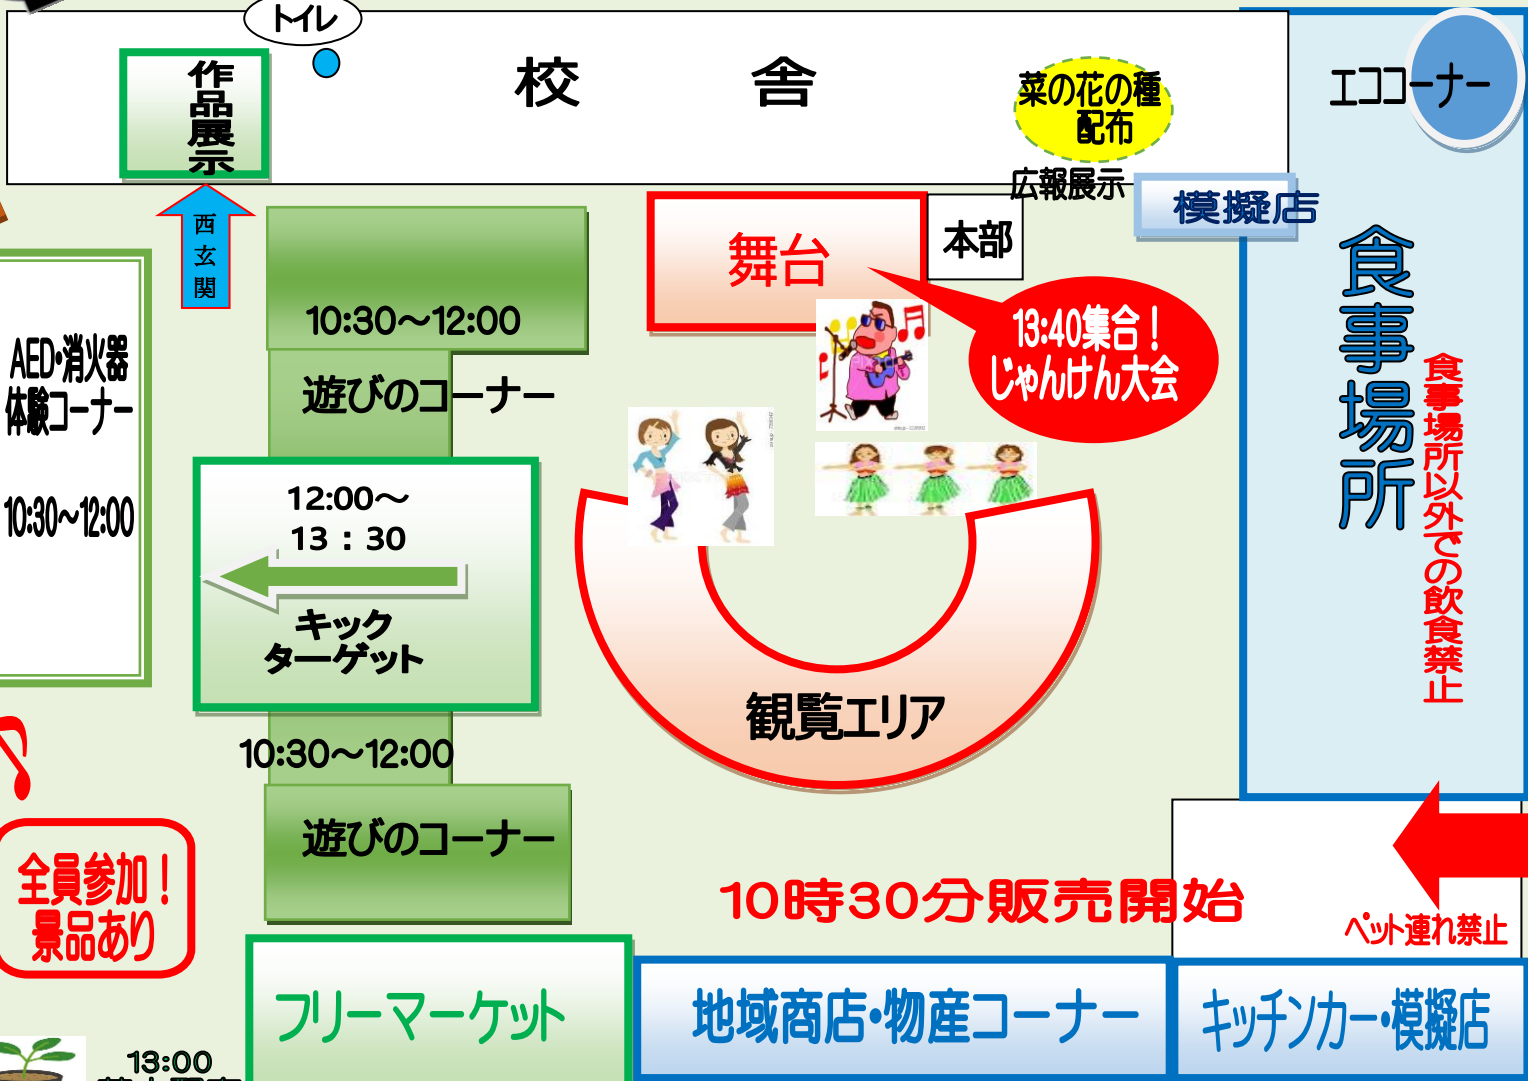 トイレ
作品展示
校舎
菜の花の種
配布
エココーナー
広報展示
模擬店
西玄関
舞台
本部
食事場所
食事場所以外での飲食禁止
10:30～12:00
遊びのコーナー
13:40集合！
じゃんけん大会
AED・消火器
体験コーナー
10:30～12:00
12:00～
13：30
キック
ターゲット
観覧エリア
10:30～12:00
遊びのコーナー
全員参加！
景品あり
10時30分販売開始
ペット連れ禁止
フリーマーケット
地域商店・物産コーナー
キッチンカー・模擬店
13:00